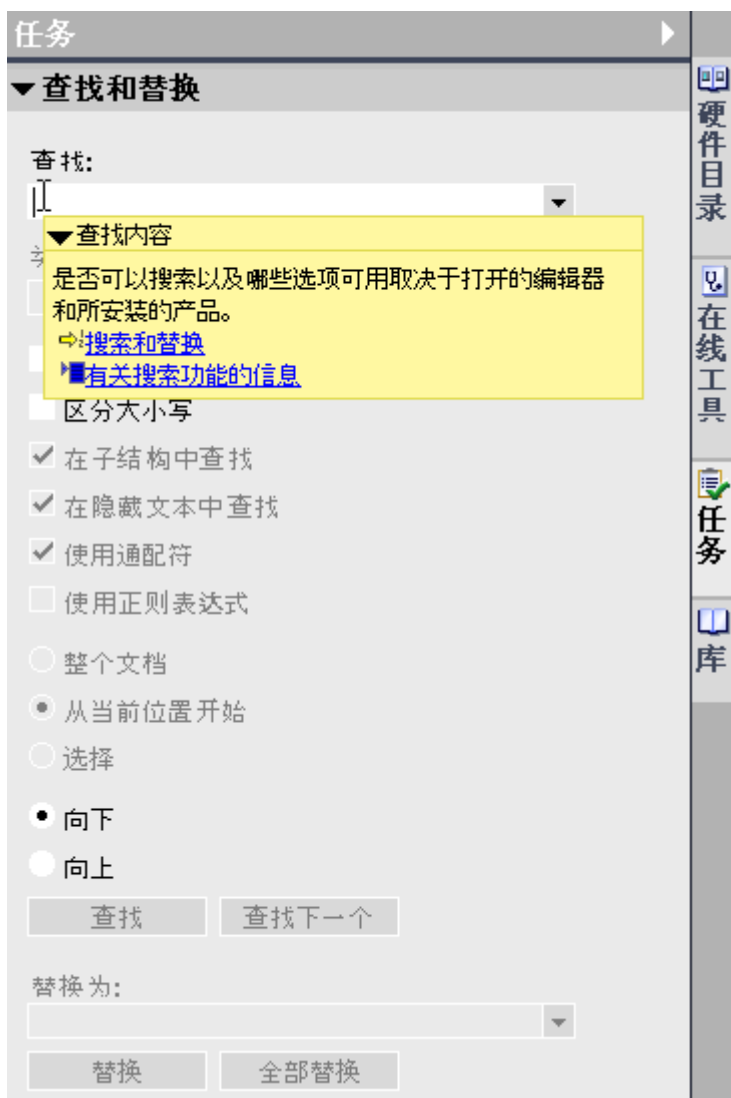 任务
查找和替换
查找:
查找内容
是否可以搜索以及哪些选项可用取决于打开的编辑器
和所安装的产品。
搜索和替换
有关搜索功能的信息
区分大小写
在子结构中查找
在隐藏文本中查找
使用通配符
使用正则表达式
整个文档
从当前位置开始
选择
向下
向上
查找 查找下一个
替换为:
替换 全部替换
硬件目录
在线工具
任务
库